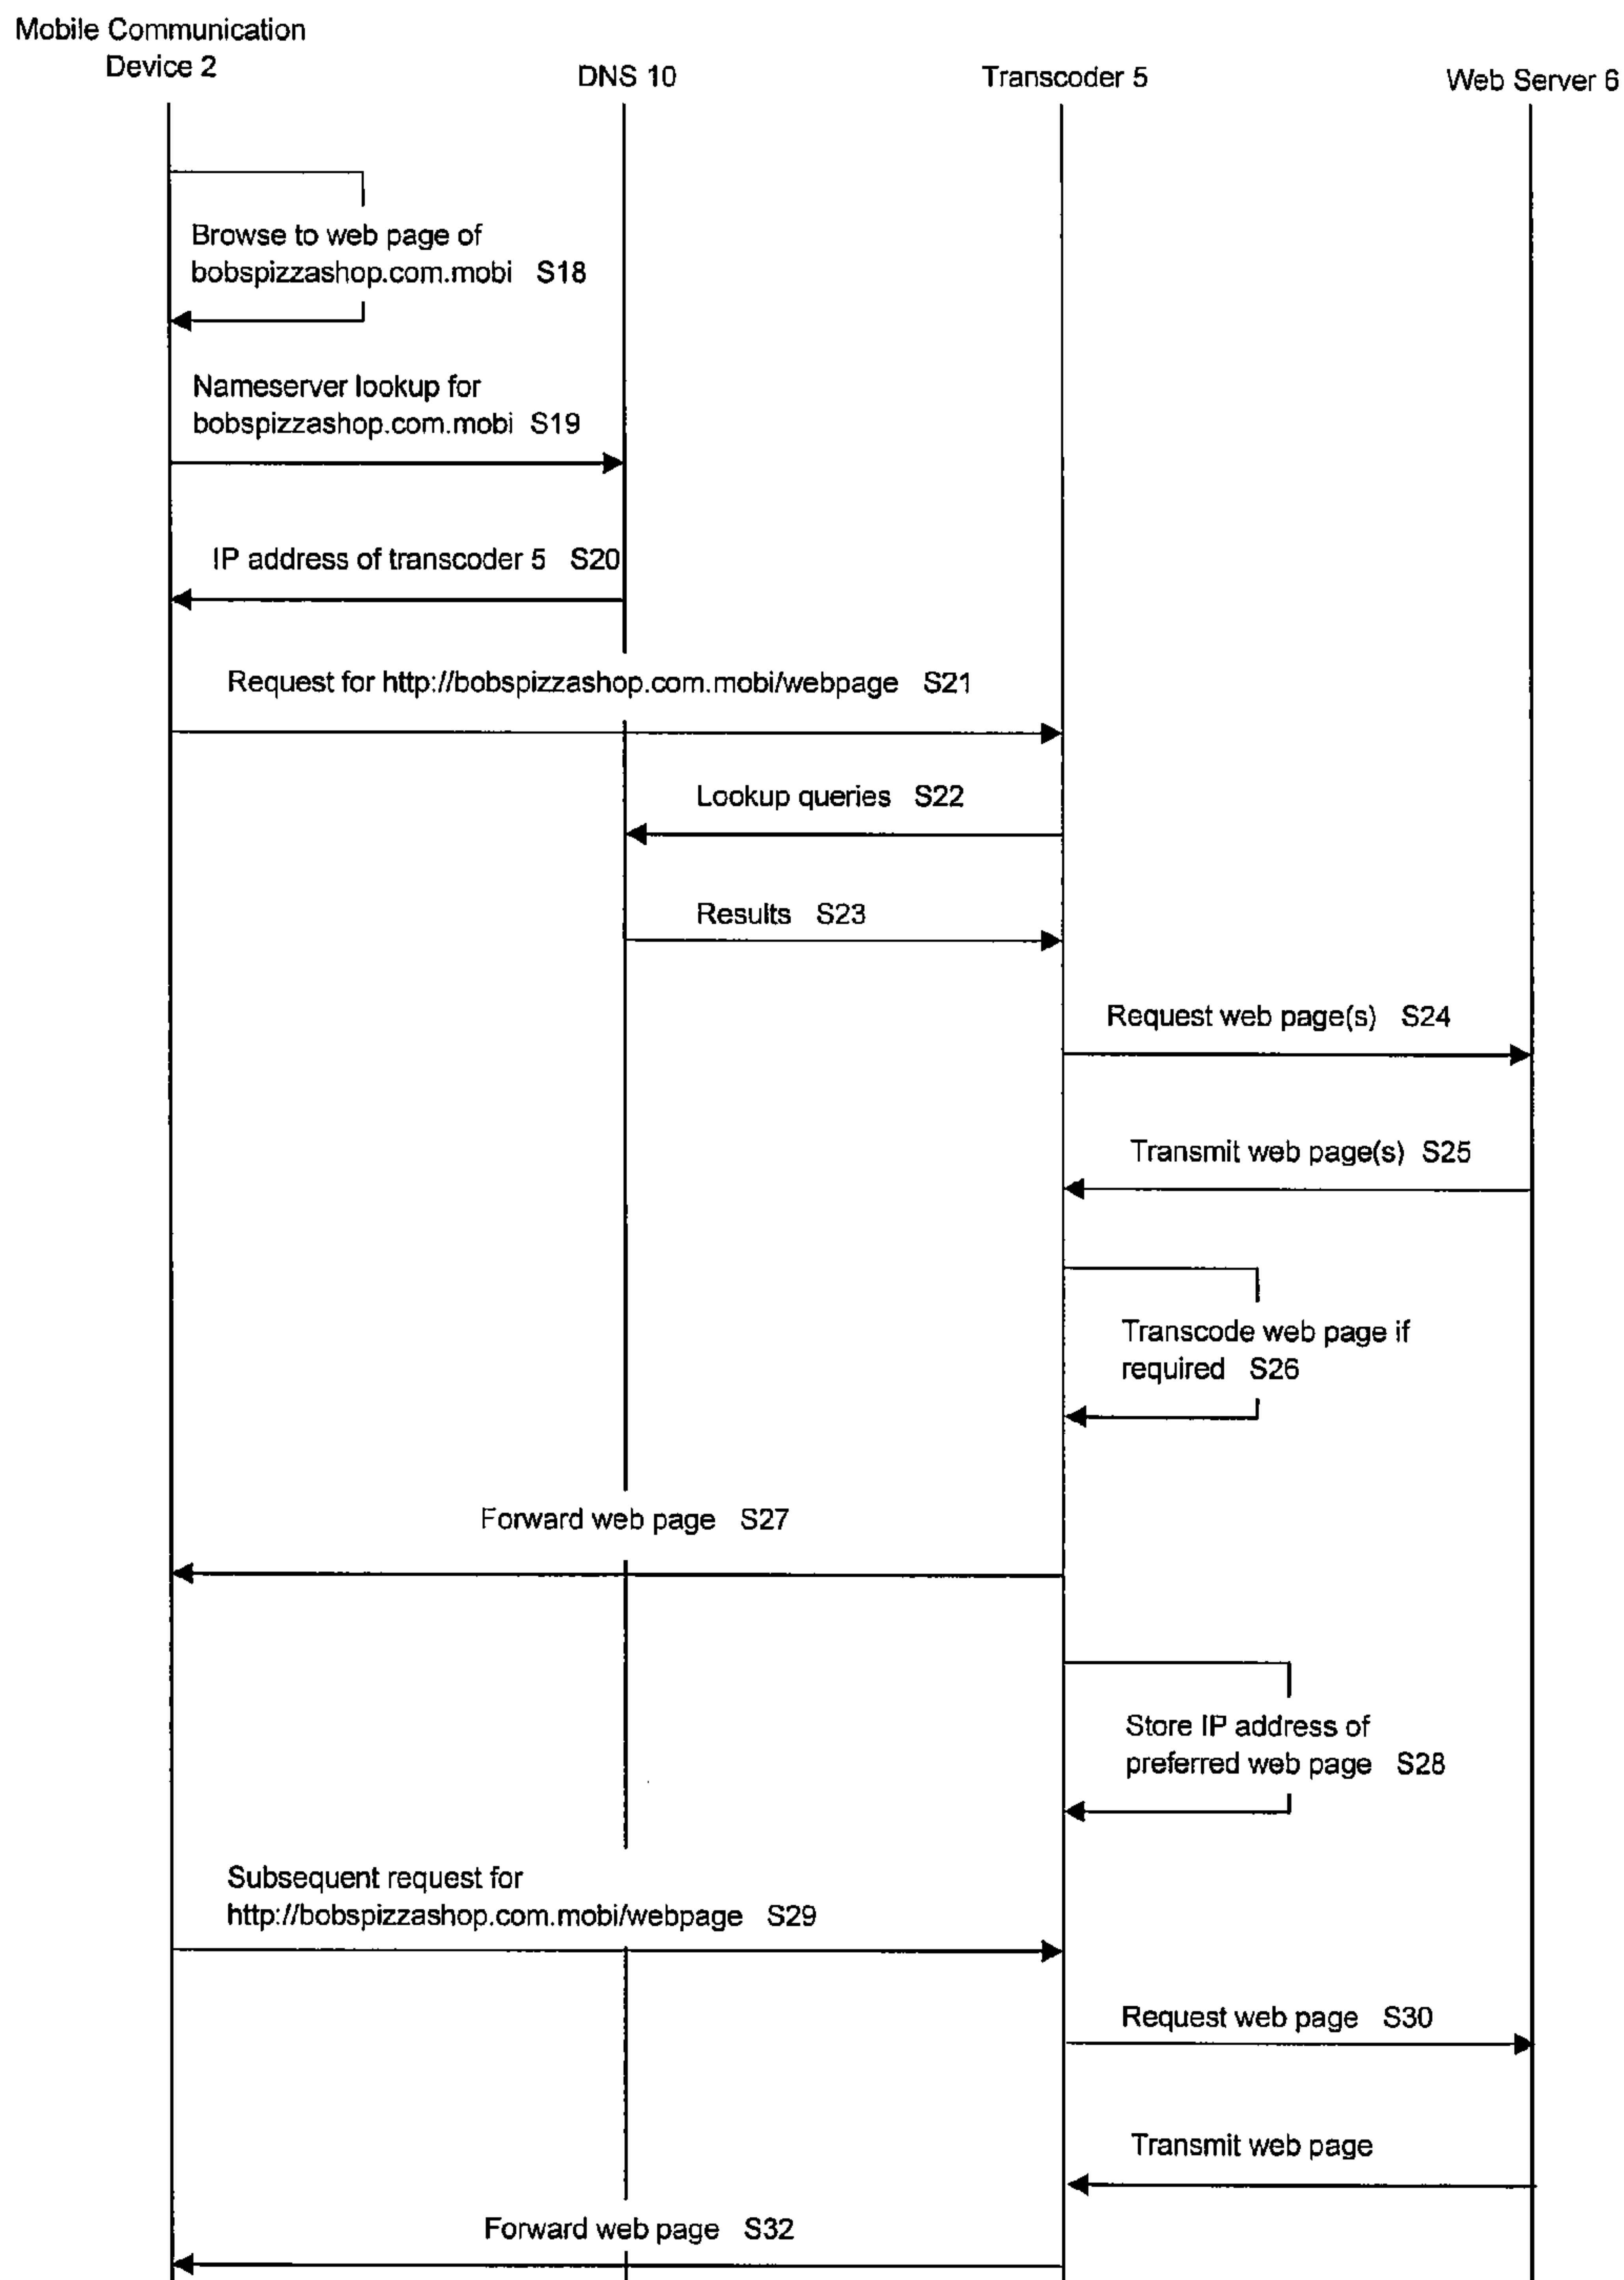 Mobile Communication
Device 2
DNS 10
Transcoder 5
Web Server 6
Browse to web page of
bobspizzashop.com.mobi S18
Nameserver lookup for
bobspizzashop.com.mobi S19
IP address of transcoder 5 S20
Request for http://bobspizzashop.com.mobi/webpage S21
Lookup queries S22
Results S23
Request web page(s) S24
Transmit web page(s) S25
Transcode web page if
required S26
Forward web page S27
Store IP address of
preferred web page S28
Subsequent request for
http://bobspizzashop.com.mobi/webpage S29
Request web page S30
Transmit web page
Forward web page S32